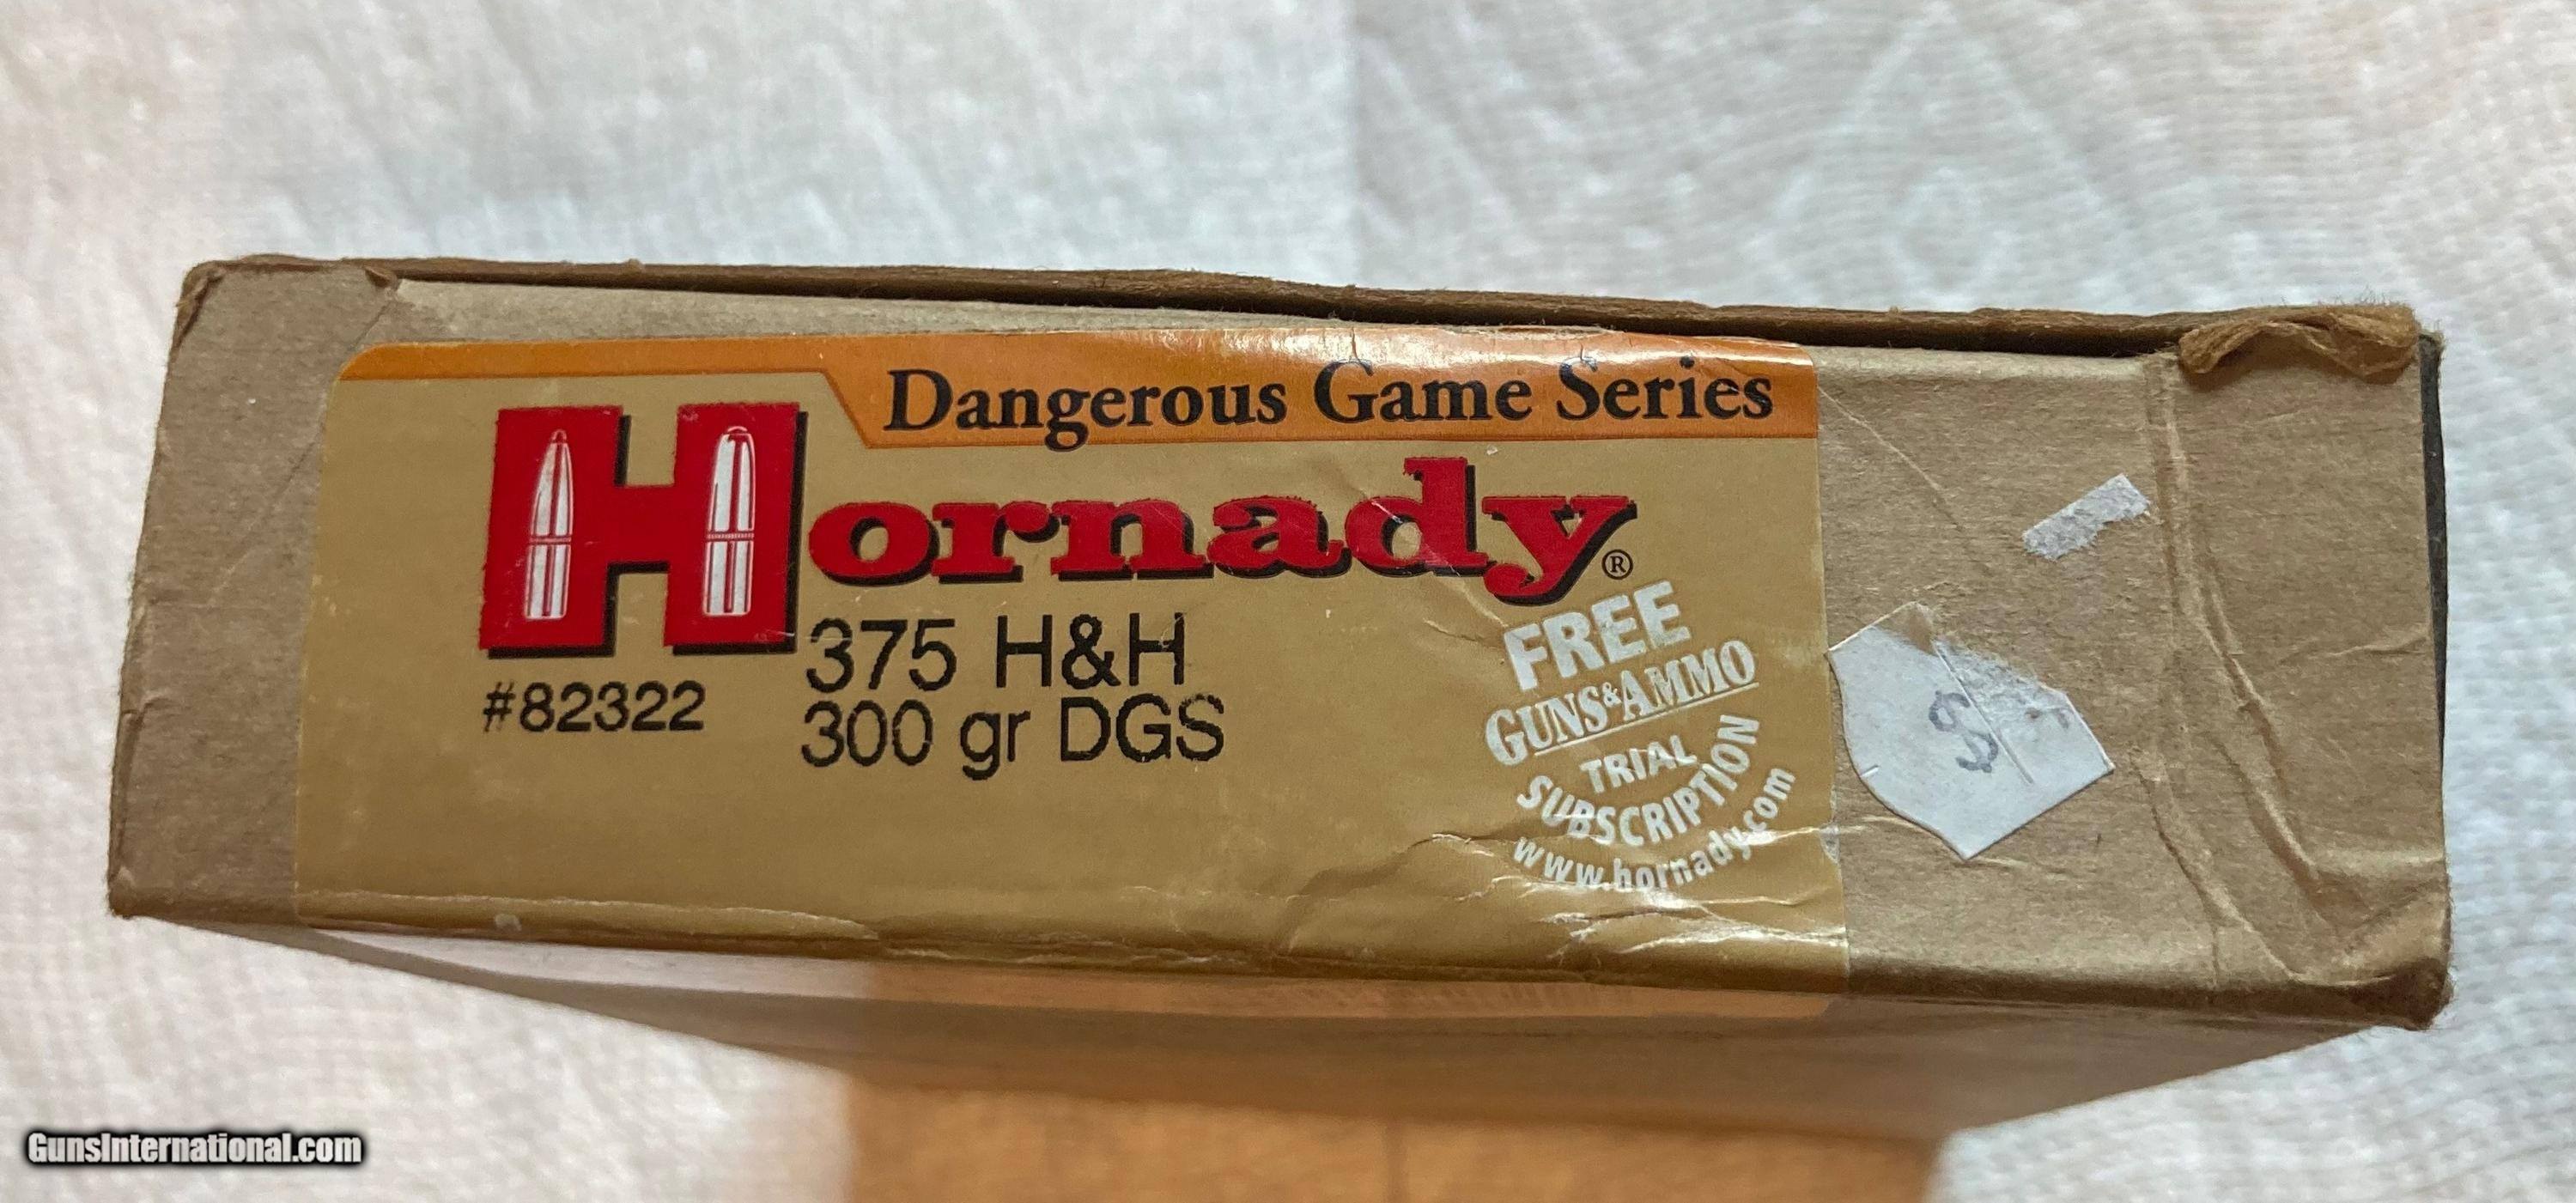 Dangerous Game Series
Hornady®
375 H&H
#82322
300 gr DGS
FREE
GUNS&AMMO
TRIAL
SUBSCRIPTION
www.hornady.com
$
GunsInternational.com